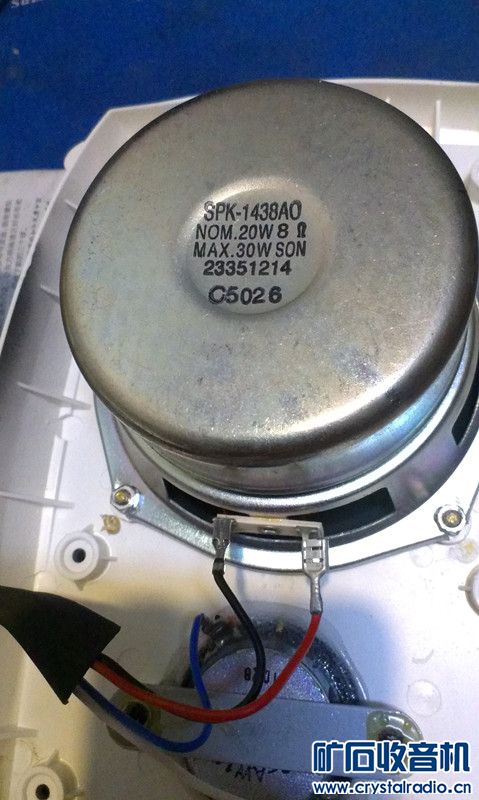 SPK-1438AO
NOM.20W 8 Ω
MAX.30W SON
23351214
C5026
矿石收音机
www.crystalradio.cn